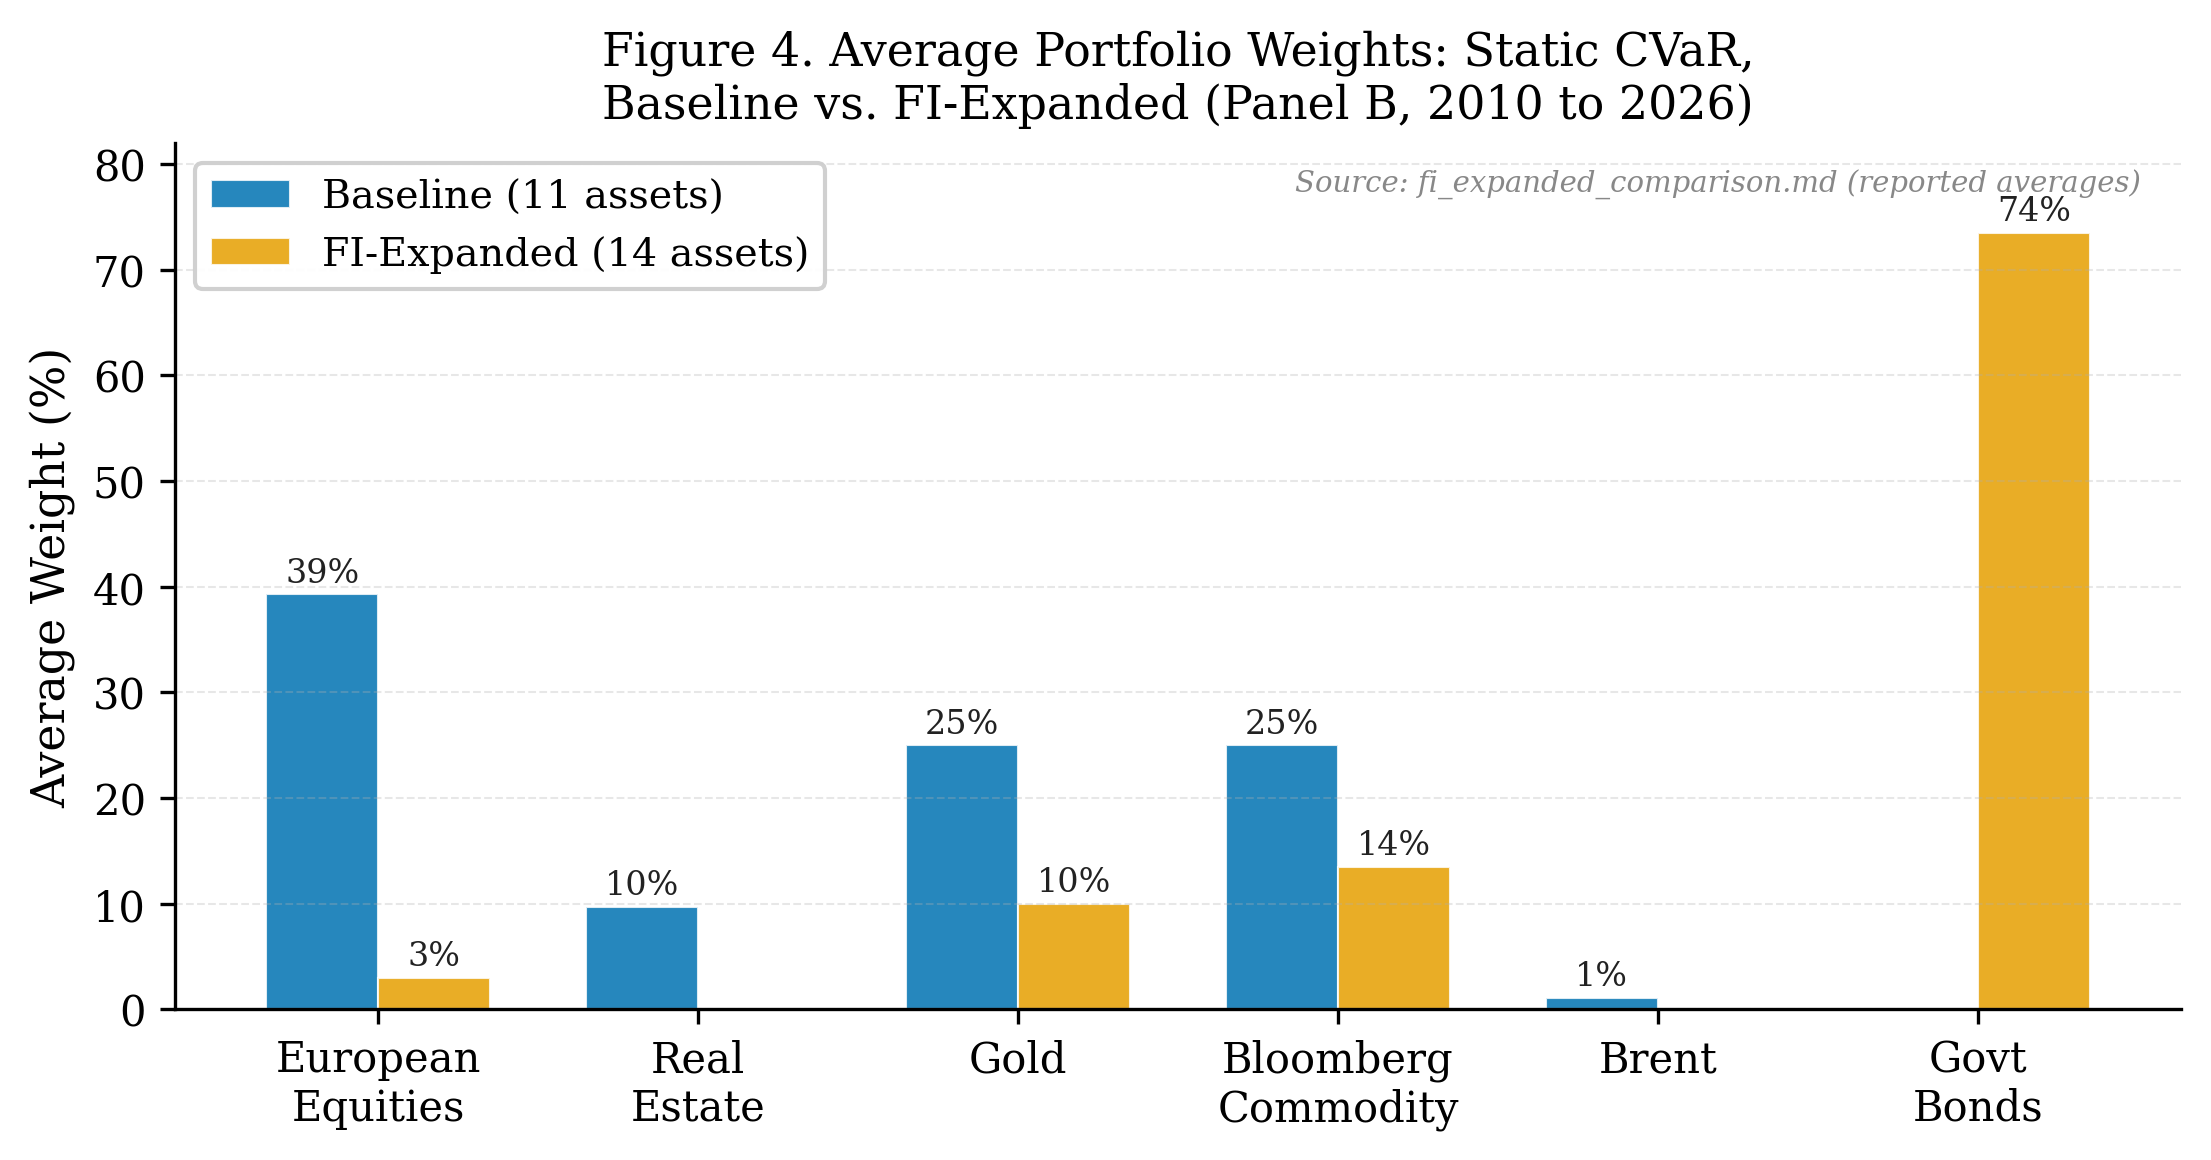 Figure 4. Average Portfolio Weights: Static CVaR,
Baseline vs. FI-Expanded (Panel B, 2010 to 2026)
Baseline (11 assets)
FI-Expanded (14 assets)
Source: fi_expanded_comparison.md (reported averages)
Average Weight (%)
80
70
60
50
40
30
20
10
0
39%
3%
10%
25%
10%
25%
14%
1%
74%
European
Equities
Real
Estate
Gold
Bloomberg
Commodity
Brent
Govt
Bonds